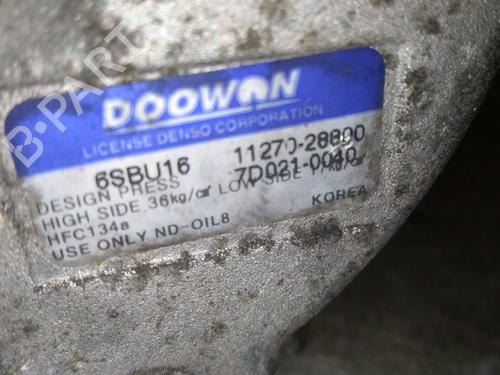 DOOWON
LICENSE DENSO CORPORATION
6SBU16 11270-28800
DESIGN PRESS 7D021-0040
HIGH SIDE 36kg/c㎡ LOW SIDE
HFC134a
USE ONLY ND-OIL8 KOREA
B-PARTS